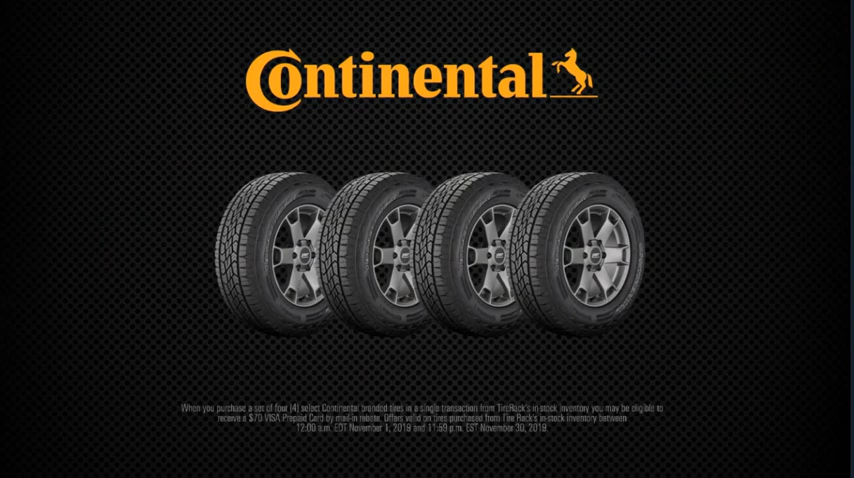 Continental
When you purchase a set of four (4) select Continental branded tires in a single transaction from TireRack's in-stock inventory you may be eligible to
receive a $70 VISA Prepaid Card by mail-in rebate. Offers valid on tires purchased from Tire Rack's in-stock inventory between
12:00 a.m. EDT November 1, 2019 and 11:59 p.m. EST November 30, 2019.